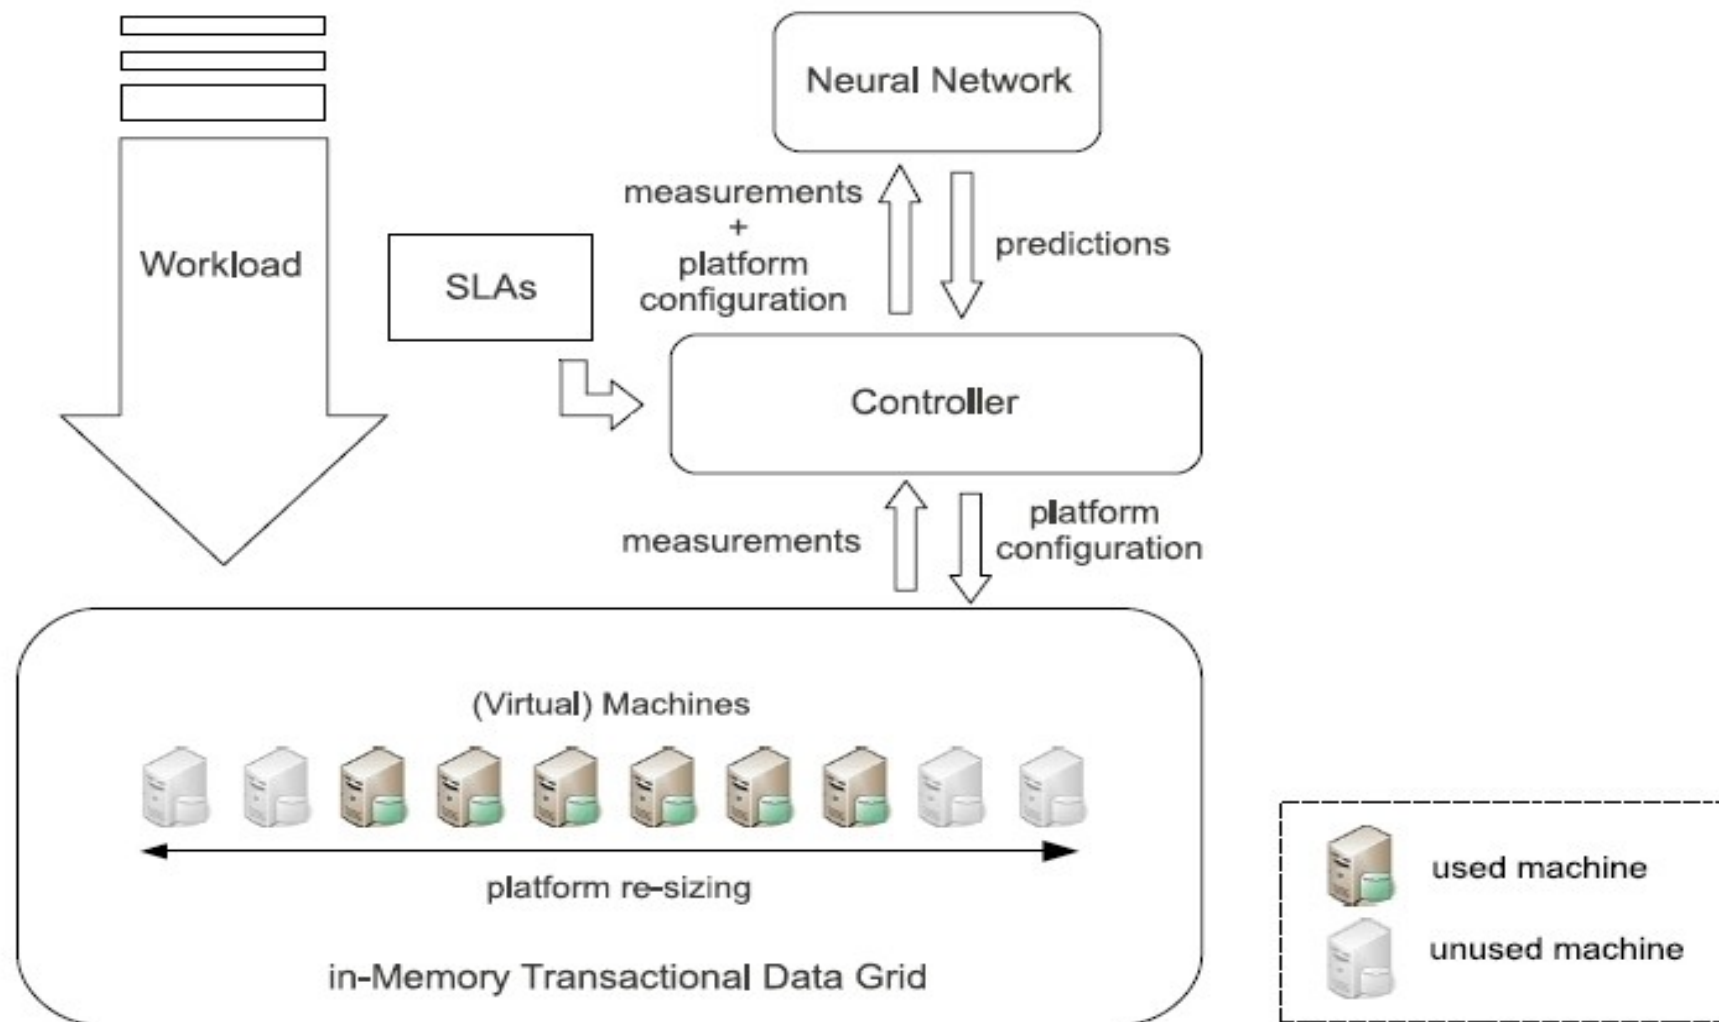 Neural Network
measurements
+
platform
configuration
predictions
Workload
SLAs
Controller
measurements
platform
configuration
(Virtual) Machines
platform re-sizing
in-Memory Transactional Data Grid
used machine
unused machine